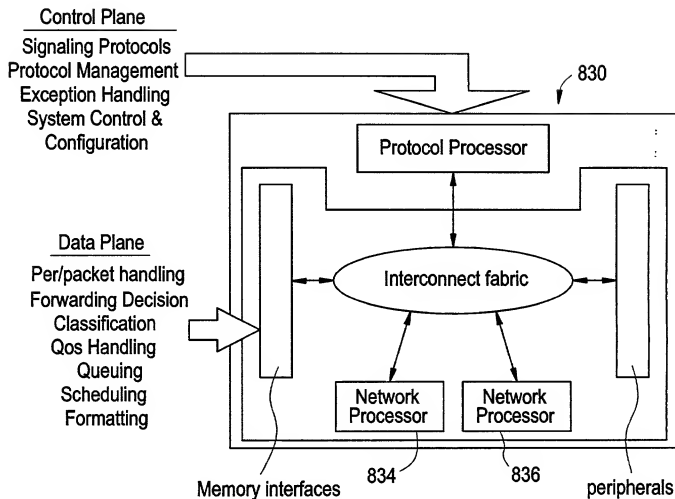 Control Plane
Signaling Protocols
Protocol Management
Exception Handling
System Control &
Configuration
830
Protocol Processor
Data Plane
Per/packet handling
Forwarding Decision
Classification
Qos Handling
Queuing
Scheduling
Formatting
Interconnect fabric
Network
Processor
Network
Processor
834
836
Memory interfaces
peripherals